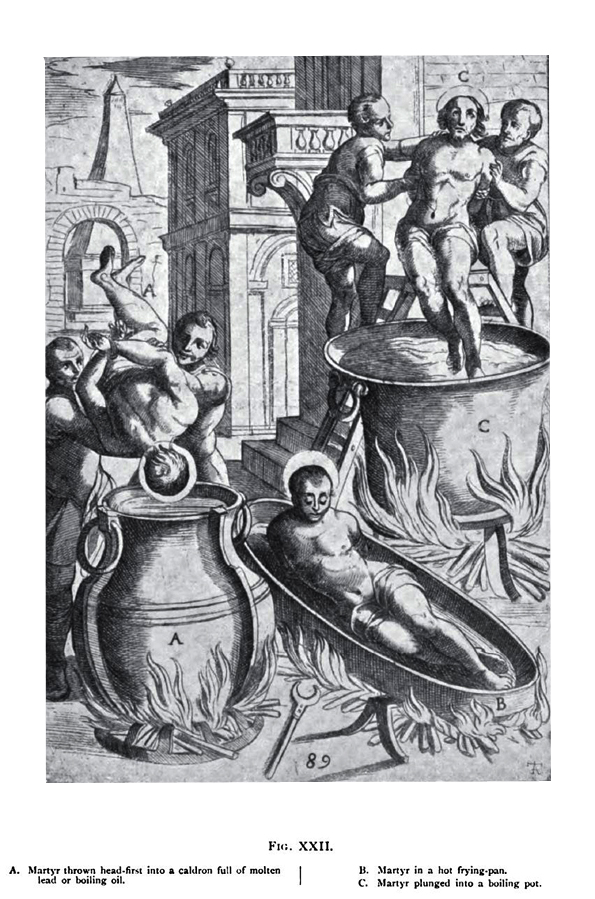 C
A
C
A
B
89
Fig. XXII.
A. Martyr thrown head-first into a caldron full of molten
lead or boiling oil.
B. Martyr in a hot frying-pan.
C. Martyr plunged into a boiling pot.